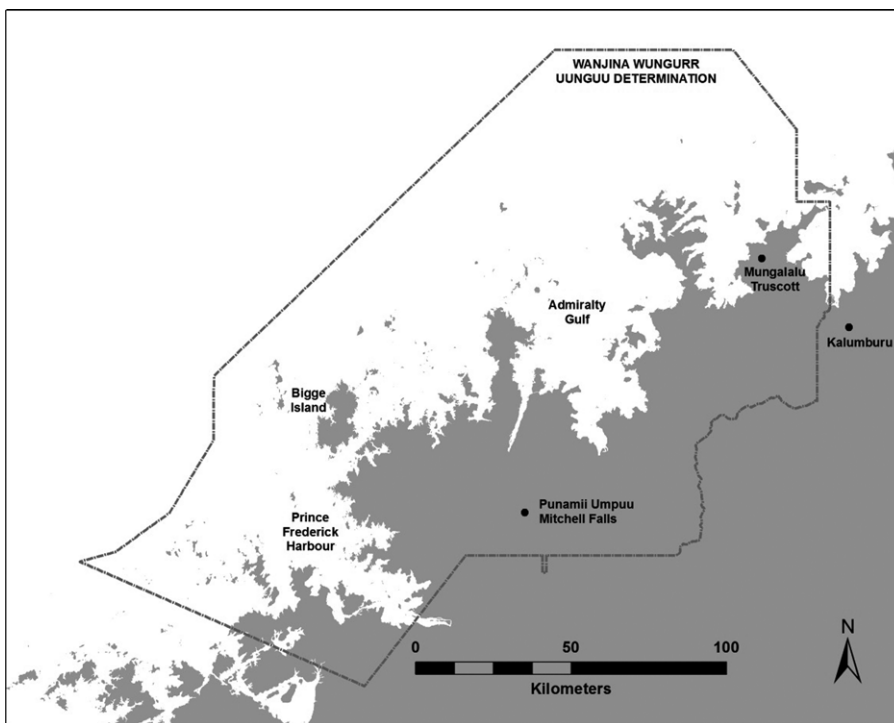 WANJINA WUNGURR
UUNGUU DETERMINATION
Mungalalu
Truscott
Admiralty
Gulf
Kalumburu
Bigge
Island
Punamii Umpuu
Mitchell Falls
Prince
Frederick
Harbour
N
0 50 100
Kilometers